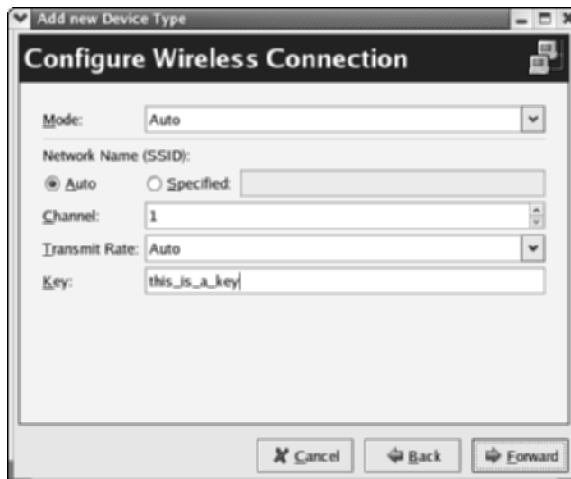 Add new Device Type
Configure Wireless Connection
Mode: Auto
Network Name (SSID):
Auto Specified:
Channel: 1
Transmit Rate: Auto
Key: this_is_a_key
Cancel Back Forward